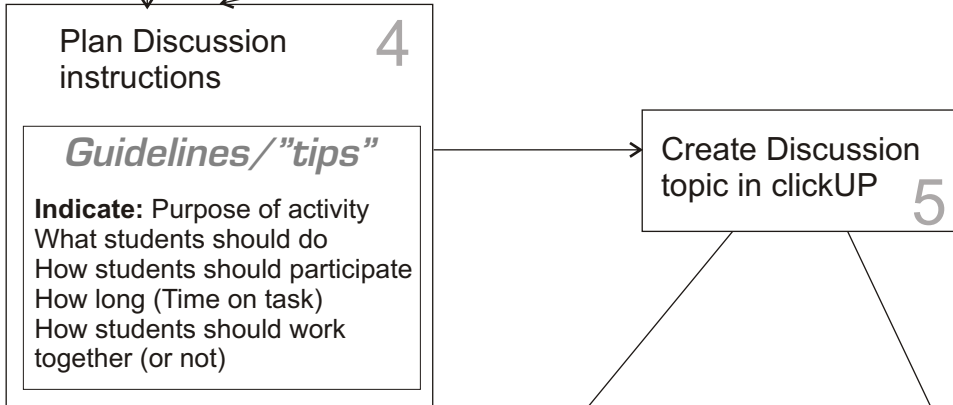 Plan Discussion
instructions
4
Guidelines/"tips"
Indicate: Purpose of activity
What students should do
How students should participate
How long (Time on task)
How students should work
together (or not)
Create Discussion
topic in clickUP
5